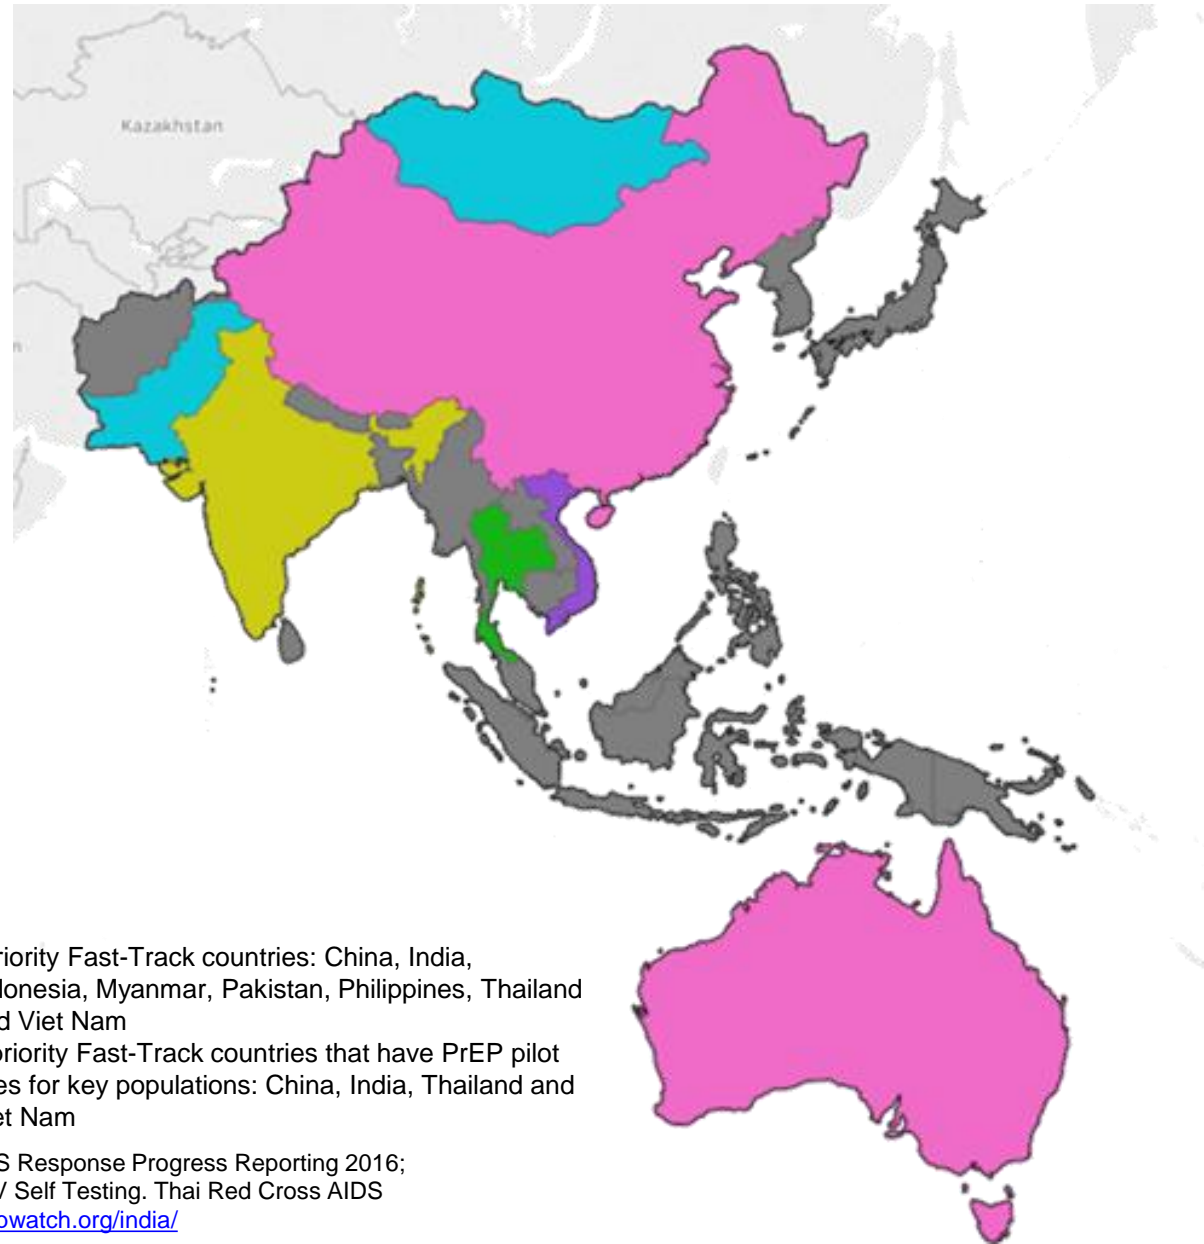 Kazakhstan
n
riority Fast-Track countries: China, India,
donesia, Myanmar, Pakistan, Philippines, Thailand
d Viet Nam
priority Fast-Track countries that have PrEP pilot
es for key populations: China, India, Thailand and
et Nam
S Response Progress Reporting 2016;
V Self Testing. Thai Red Cross AIDS
owatch.org/india/